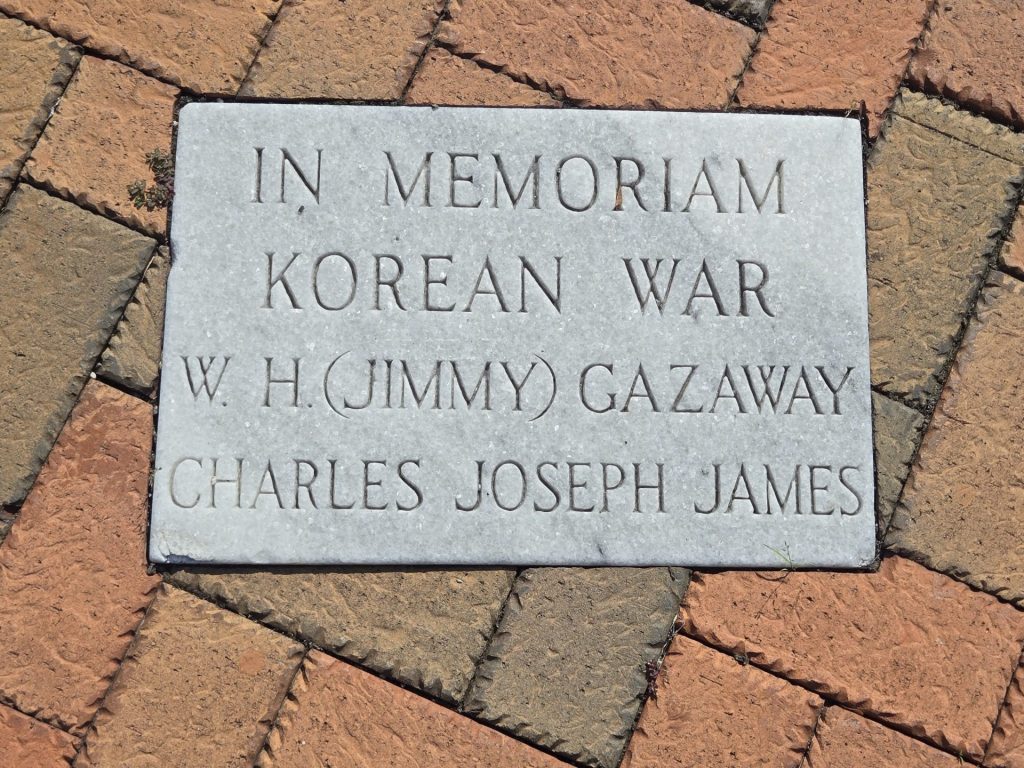 IN MEMORIAM
KOREAN WAR
W. H. (JIMMY) GAZAWAY
CHARLES JOSEPH JAMES